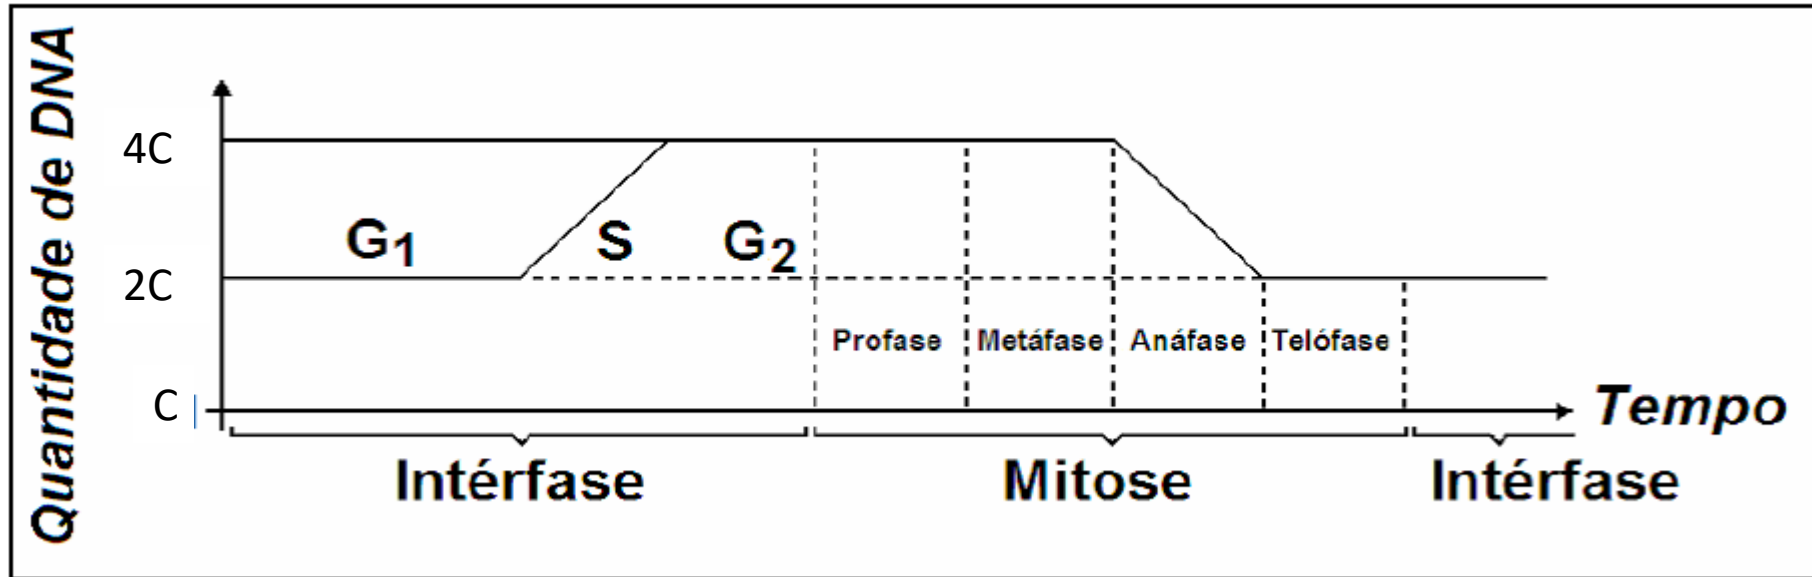 Quantidade de DNA
4C
G1 S G2
2C
Profase Metáfase Anáfase Telófase
C
Tempo
Intérfase Mitose Intérfase